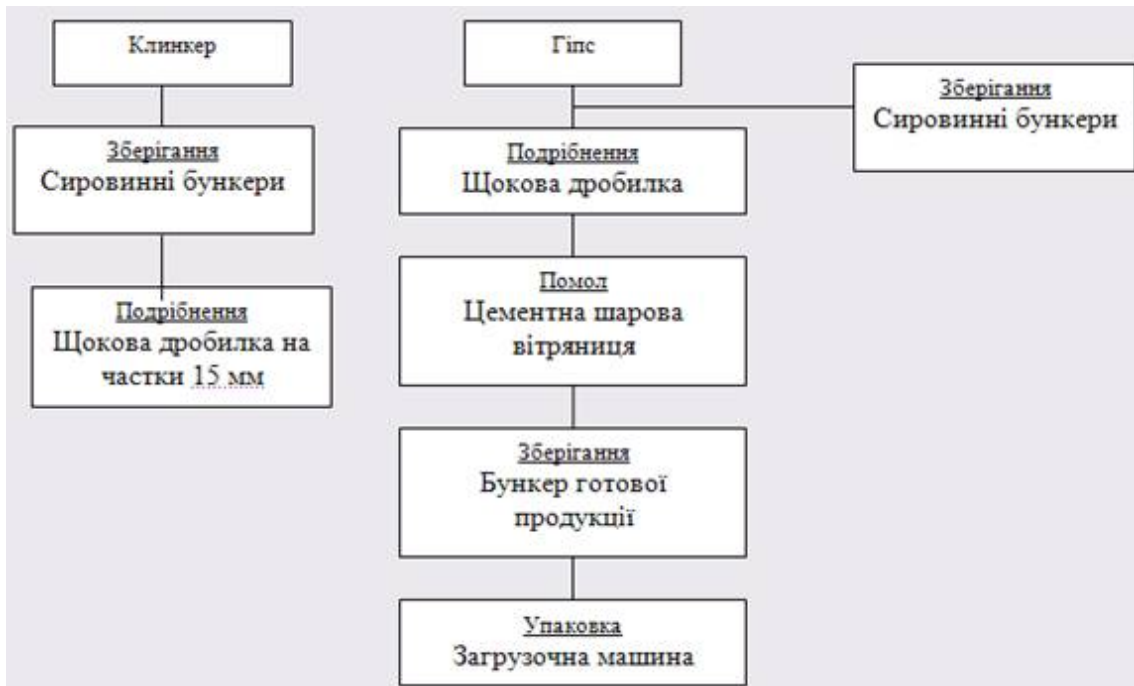 Клинкер
Зберігання
Сировинні бункери
Подрібнення
Щокова дробилка на
частки 15 мм
Гіпс
Подрібнення
Щокова дробилка
Помол
Цементна шарова
вітряниця
Зберігання
Бункер готової
продукції
Упаковка
Загрузочна машина
Зберігання
Сировинні бункери